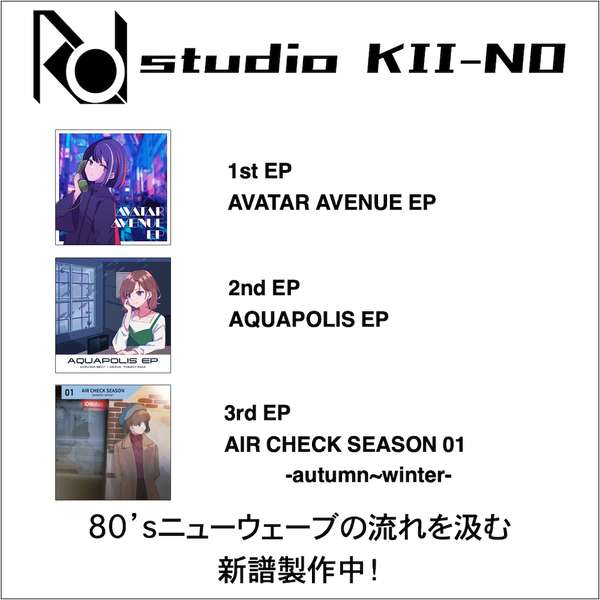 studio KII-NO
AVATAR
AVENUE
EP
1st EP
AVATAR AVENUE EP
AQUAPOLIS EP
2nd EP
AQUAPOLIS EP
01 AIR CHECK SEASON
3rd EP
AIR CHECK SEASON 01
-autumn~winter-
80’sニューウェーブの流れを汲む
新譜製作中!